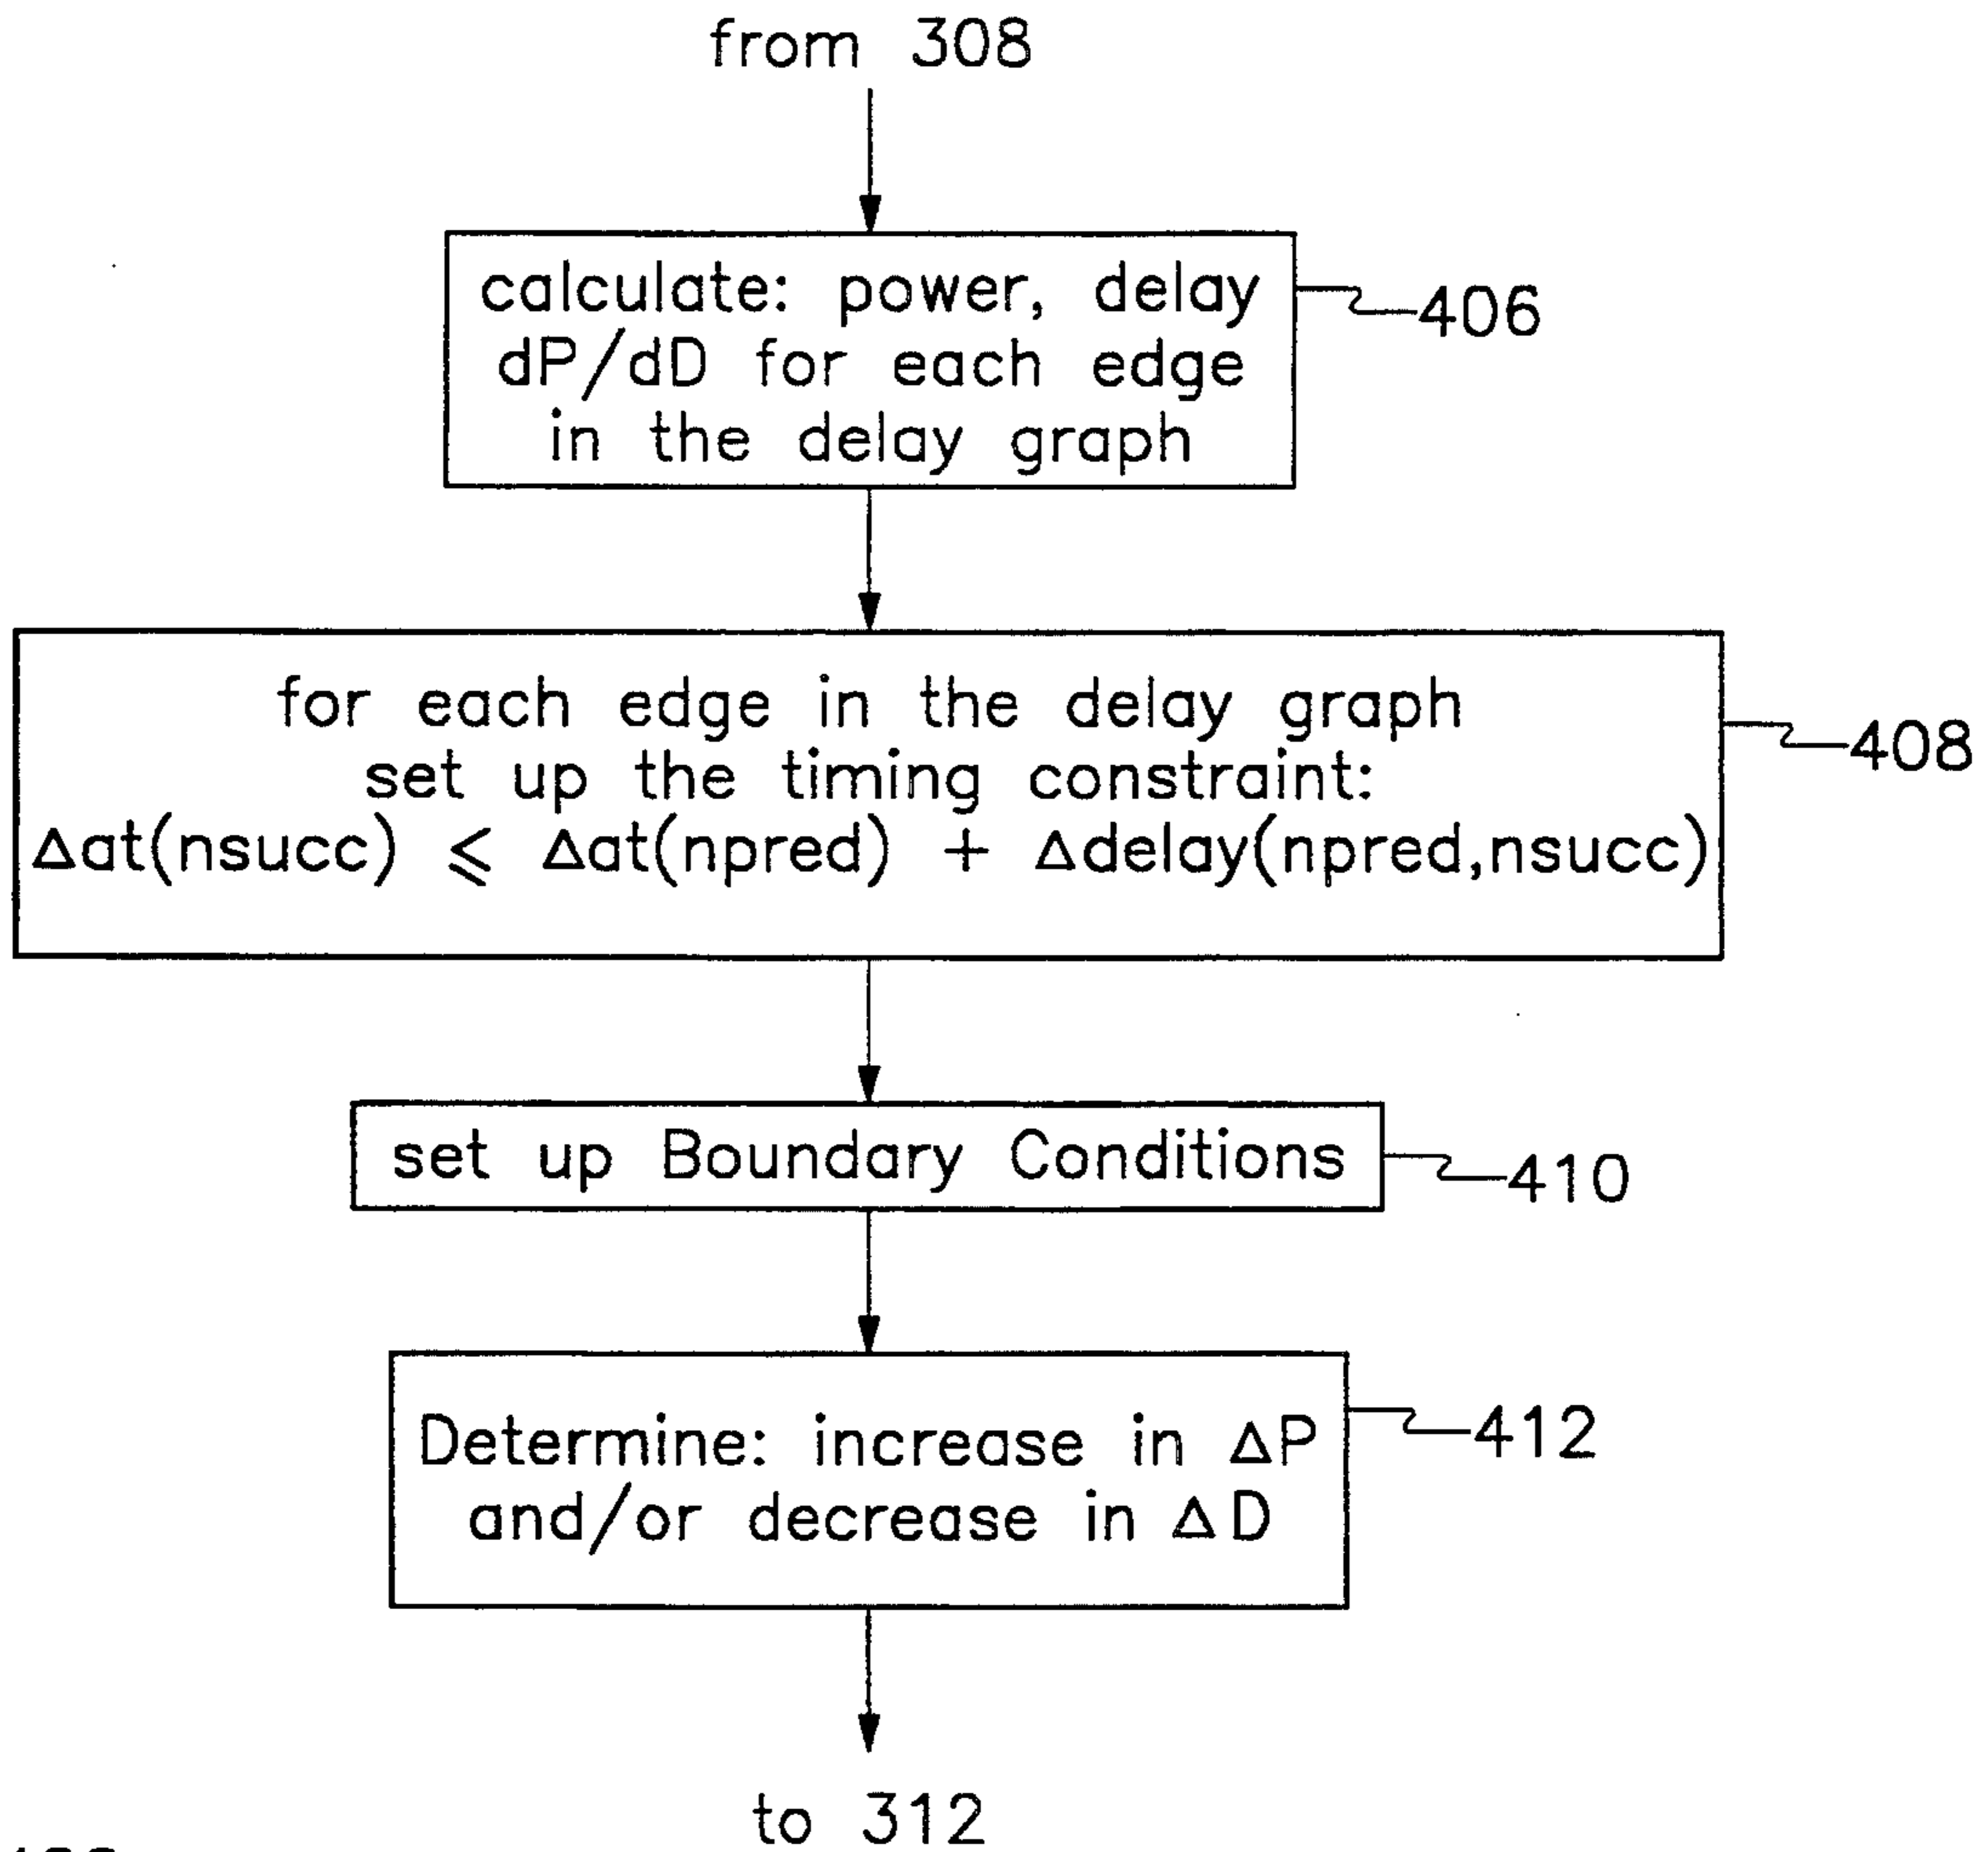 from 308
calculate: power, delay
dP/dD for each edge
in the delay graph
406
for each edge in the delay graph
set up the timing constraint:
Δat(nsucc) ⩽ Δat(npred) + Δdelay(npred,nsucc)
408
set up Boundary Conditions
410
Determine: increase in ΔP
and/or decrease in ΔD
412
to 312